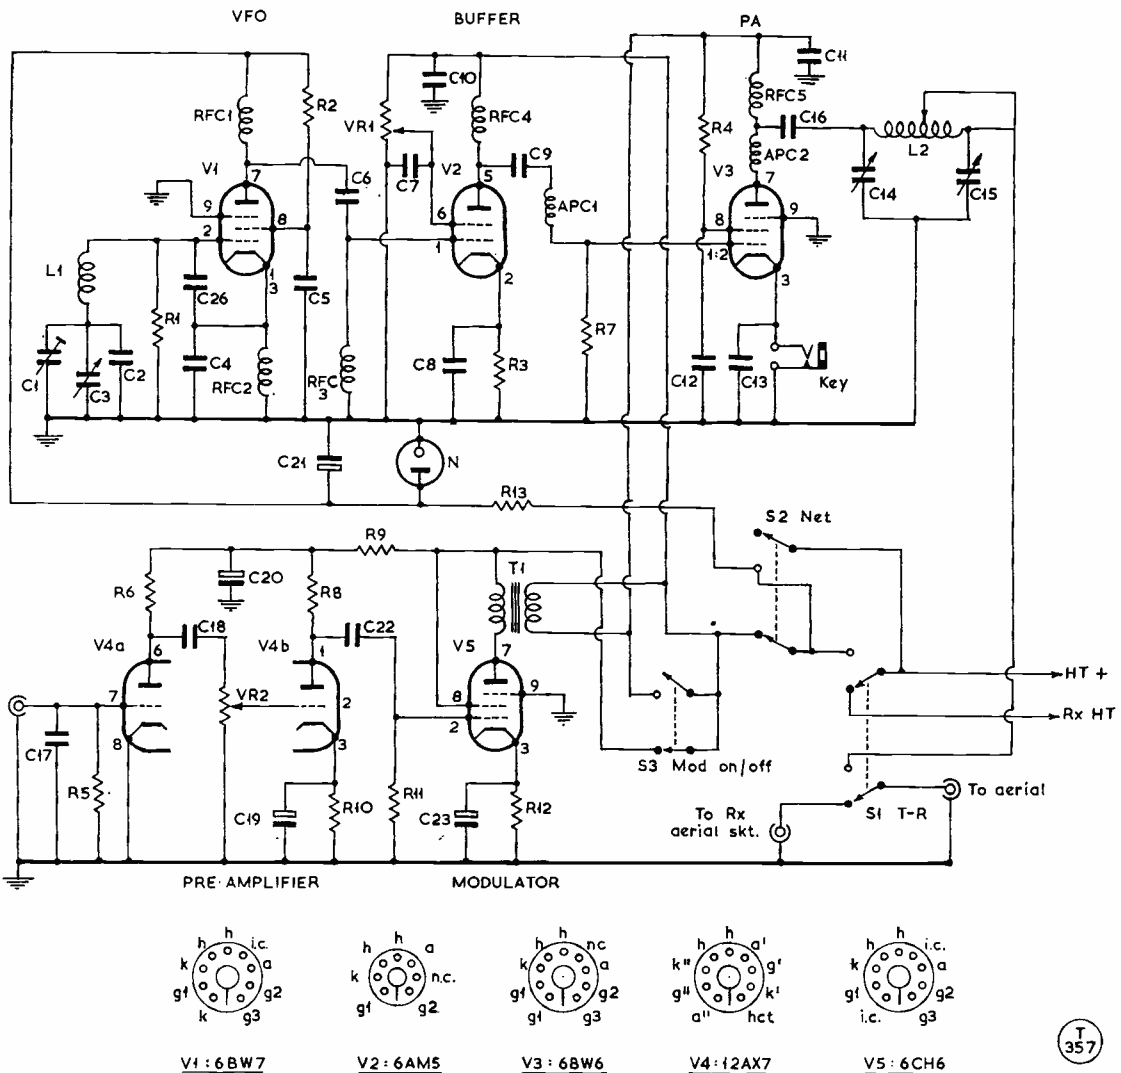 VFO
BUFFER
PA
C11
C10
RFC1
R2
VR1
RFC4
RFC5
C16
R4
L2
V1
7
C6
C7
V2
5
C9
APC2
V3
7
C14
C15
9
8
2
6
1
APC1
8
9
1:2
L1
1
3
2
3
C26
C5
R1
R7
C1
C3
C2
C4
RFC2
RFC
3
C8
R3
C12
C13
Key
C21
N
R13
S2 Net
R9
T1
R6
C20
R8
C18
C22
V4a
6
V4b
1
V5
7
7
VR2
2
8
9
2
HT +
8
3
3
Rx HT
C17
S3 Mod on/off
R5
C19
R10
R11
C23
R12
To Rx
aerial skt.
S1 T-R
To aerial
PRE-AMPLIFIER
MODULATOR
h
h
i.c.
k
a
g1
g2
k
g3
h
h
a
k
n.c.
g1
g2
h
h
n.c
k
a
g1
g2
g1
g3
h
h
a'
k"
g'
g"
k'
a"
hct
h
h
i.c.
k
a
g1
g2
i.c.
g3
V1 : 6BW7
V2 : 6AM5
V3 : 6BW6
V4 : 12AX7
V5 : 6CH6
T
357